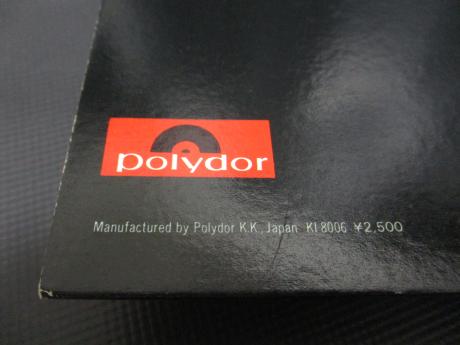 polydor
Manufactured by Polydor K.K., Japan KI 8006 ¥2,500